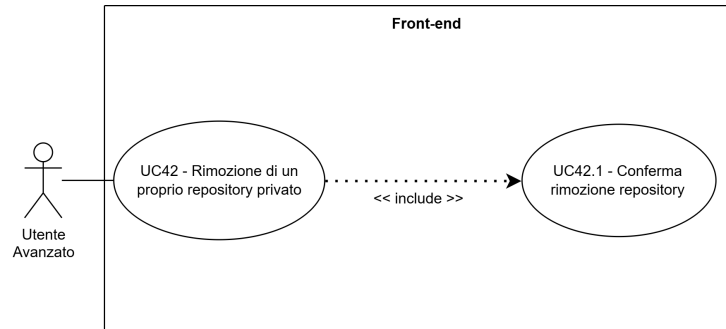 Front-end
UC42 - Rimozione di un
proprio repository privato
<< include >>
UC42.1 - Conferma
rimozione repository
Utente
Avanzato